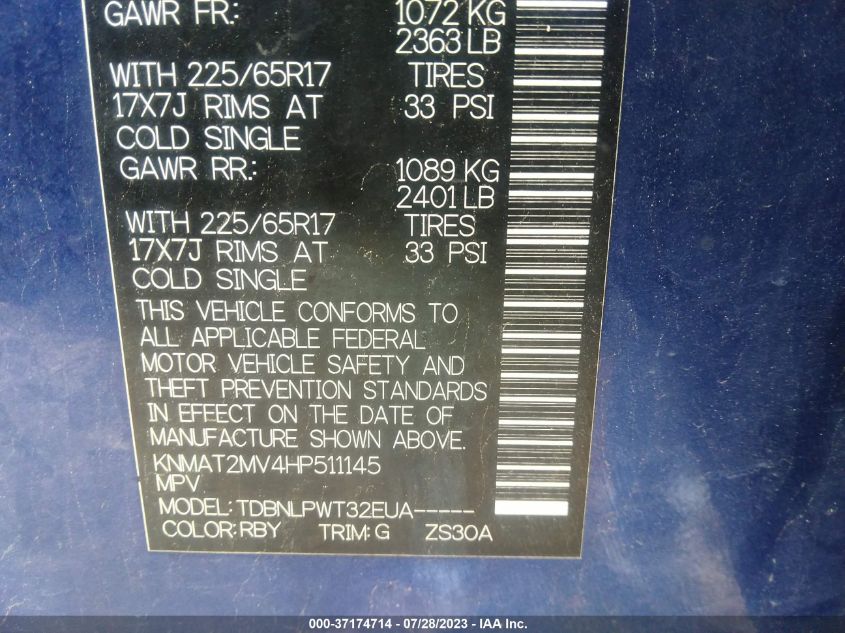 GAWR FR: 1072 KG
2363 LB
WITH 225/65R17 TIRES
17X7J RIMS AT 33 PSI
COLD SINGLE
GAWR RR: 1089 KG
2401 LB
WITH 225/65R17 TIRES
17X7J RIMS AT 33 PSI
COLD SINGLE
THIS VEHICLE CONFORMS TO
ALL APPLICABLE FEDERAL
MOTOR VEHICLE SAFETY AND
THEFT PREVENTION STANDARDS
IN EFFECT ON THE DATE OF
MANUFACTURE SHOWN ABOVE.
KNMAT2MV4HP511145
MPV
MODEL: TDBNLPWT32EUA-----
COLOR: RBY TRIM: G ZS30A
000-37174714 / 07/28/2023 - IAA Inc.